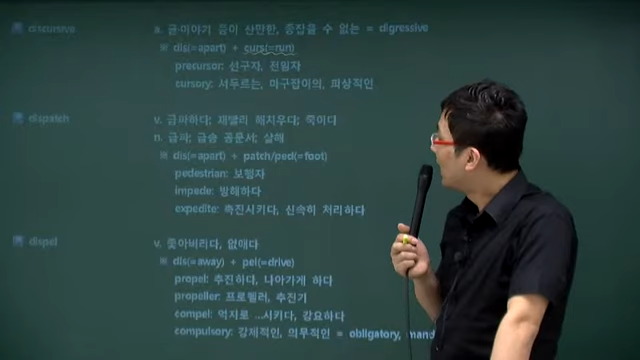 discursive a. 글·이야기 등이 산만한, 종잡을 수 없는 = digressive
dis(=apart) + curs(=run)
precursor: 선구자, 전임자
cursory: 서두르는, 마구잡이의, 피상적인
dispatch v. 급파하다; 재빨리 해치우다; 죽이다
n. 급파; 급송 공문서; 살해
dis(=apart) + patch/ped(=foot)
pedestrian: 보행자
impede: 방해하다
expedite: 촉진시키다, 신속히 처리하다
dispel v. 쫓아버리다, 없애다
dis(=away) + pel(=drive)
propel: 추진하다, 나아가게 하다
propeller: 프로펠러, 추진기
compel: 억지로 ...시키다, 강요하다
compulsory: 강제적인, 의무적인 = obligatory, mand